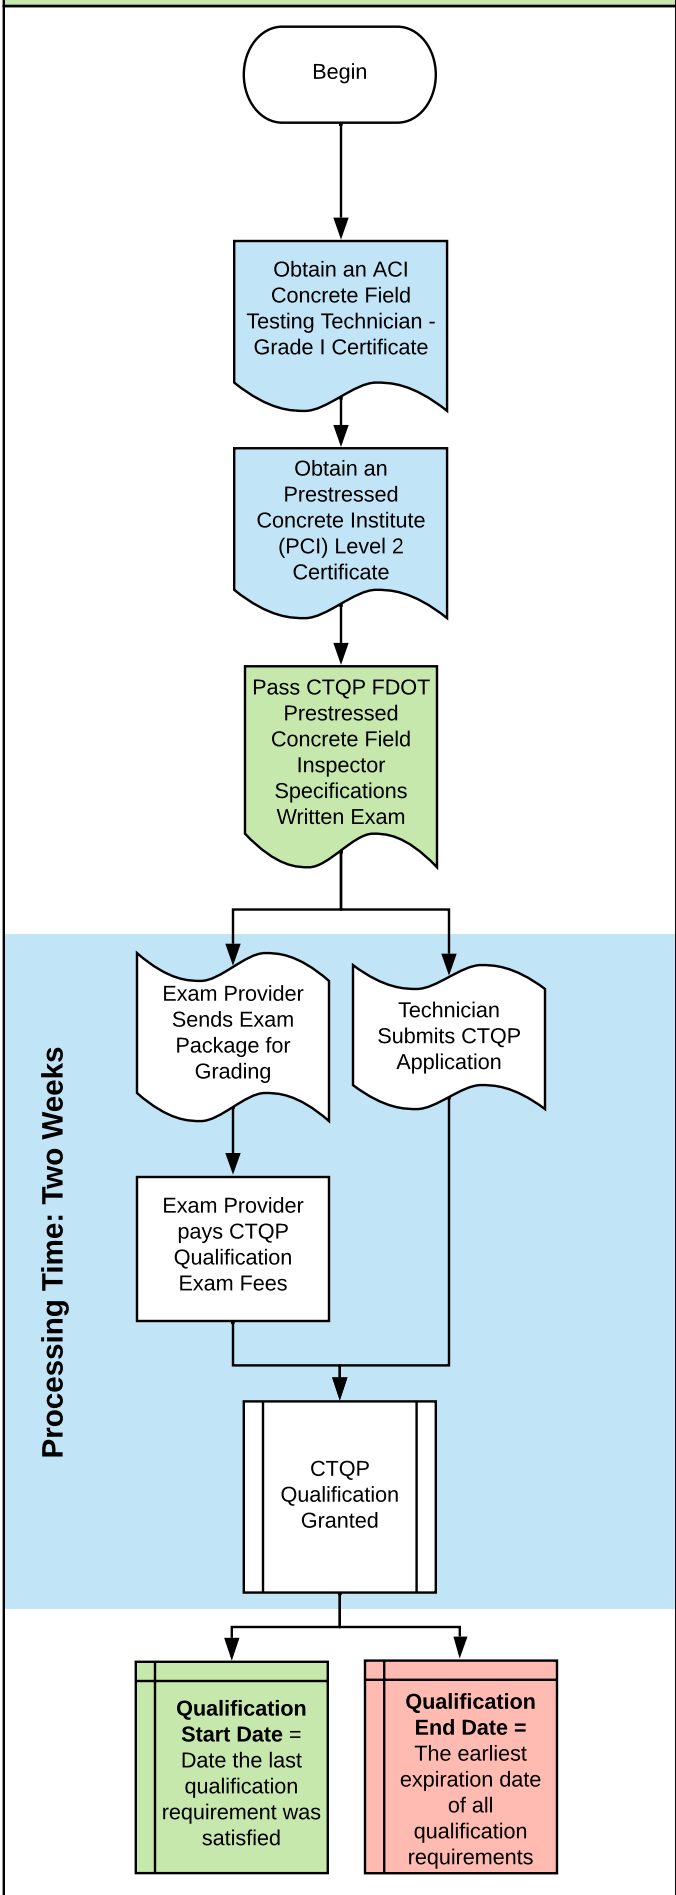 Begin
Obtain an ACI
Concrete Field
Testing Technician -
Grade I Certificate
Obtain an
Prestressed
Concrete Institute
(PCI) Level 2
Certificate
Pass CTQP FDOT
Prestressed
Concrete Field
Inspector
Specifications
Written Exam
Processing Time: Two Weeks
Exam Provider
Sends Exam
Package for
Grading
Technician
Submits CTQP
Application
Exam Provider
pays CTQP
Qualification
Exam Fees
CTQP
Qualification
Granted
Qualification
Start Date =
Date the last
qualification
requirement was
satisfied
Qualification
End Date =
The earliest
expiration date
of all
qualification
requirements